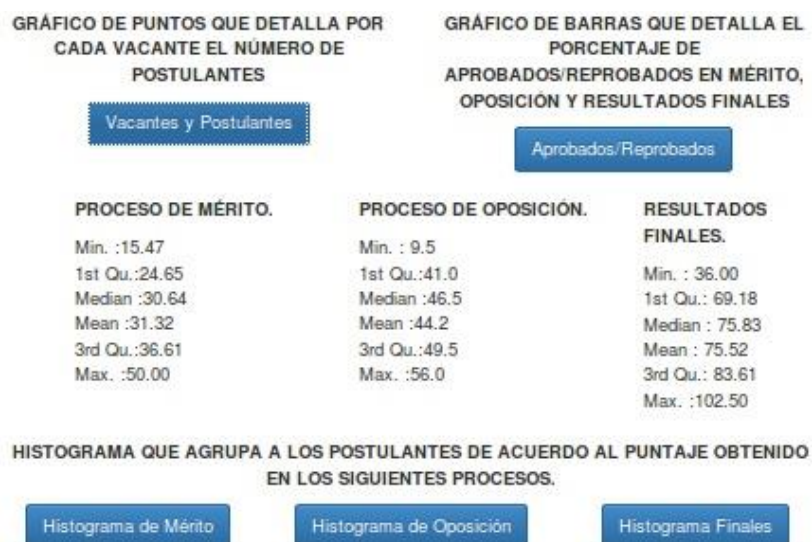 GRÁFICO DE PUNTOS QUE DETALLA POR
CADA VACANTE EL NÚMERO DE
POSTULANTES
Vacantes y Postulantes
GRÁFICO DE BARRAS QUE DETALLA EL
PORCENTAJE DE
APROBADOS/REPROBADOS EN MÉRITO,
OPOSICIÓN Y RESULTADOS FINALES
Aprobados/Reprobados
PROCESO DE MÉRITO.
Min. :15.47
1st Qu.:24.65
Median :30.64
Mean :31.32
3rd Qu.:36.61
Max. :50.00
PROCESO DE OPOSICIÓN.
Min. : 9.5
1st Qu.:41.0
Median :46.5
Mean :44.2
3rd Qu.:49.5
Max. :56.0
RESULTADOS
FINALES.
Min. : 36.00
1st Qu.: 69.18
Median : 75.83
Mean : 75.52
3rd Qu.: 83.61
Max. :102.50
HISTOGRAMA QUE AGRUPA A LOS POSTULANTES DE ACUERDO AL PUNTAJE OBTENIDO
EN LOS SIGUIENTES PROCESOS.
Histograma de Mérito
Histograma de Oposición
Histograma Finales